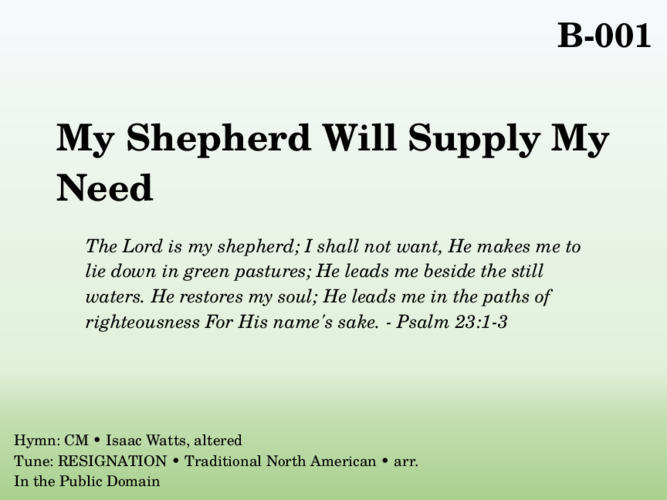 B-001
My Shepherd Will Supply My
Need
The Lord is my shepherd; I shall not want, He makes me to
lie down in green pastures; He leads me beside the still
waters. He restores my soul; He leads me in the paths of
righteousness For His name's sake. - Psalm 23:1-3
Hymn: CM • Isaac Watts, altered
Tune: RESIGNATION • Traditional North American • arr.
In the Public Domain